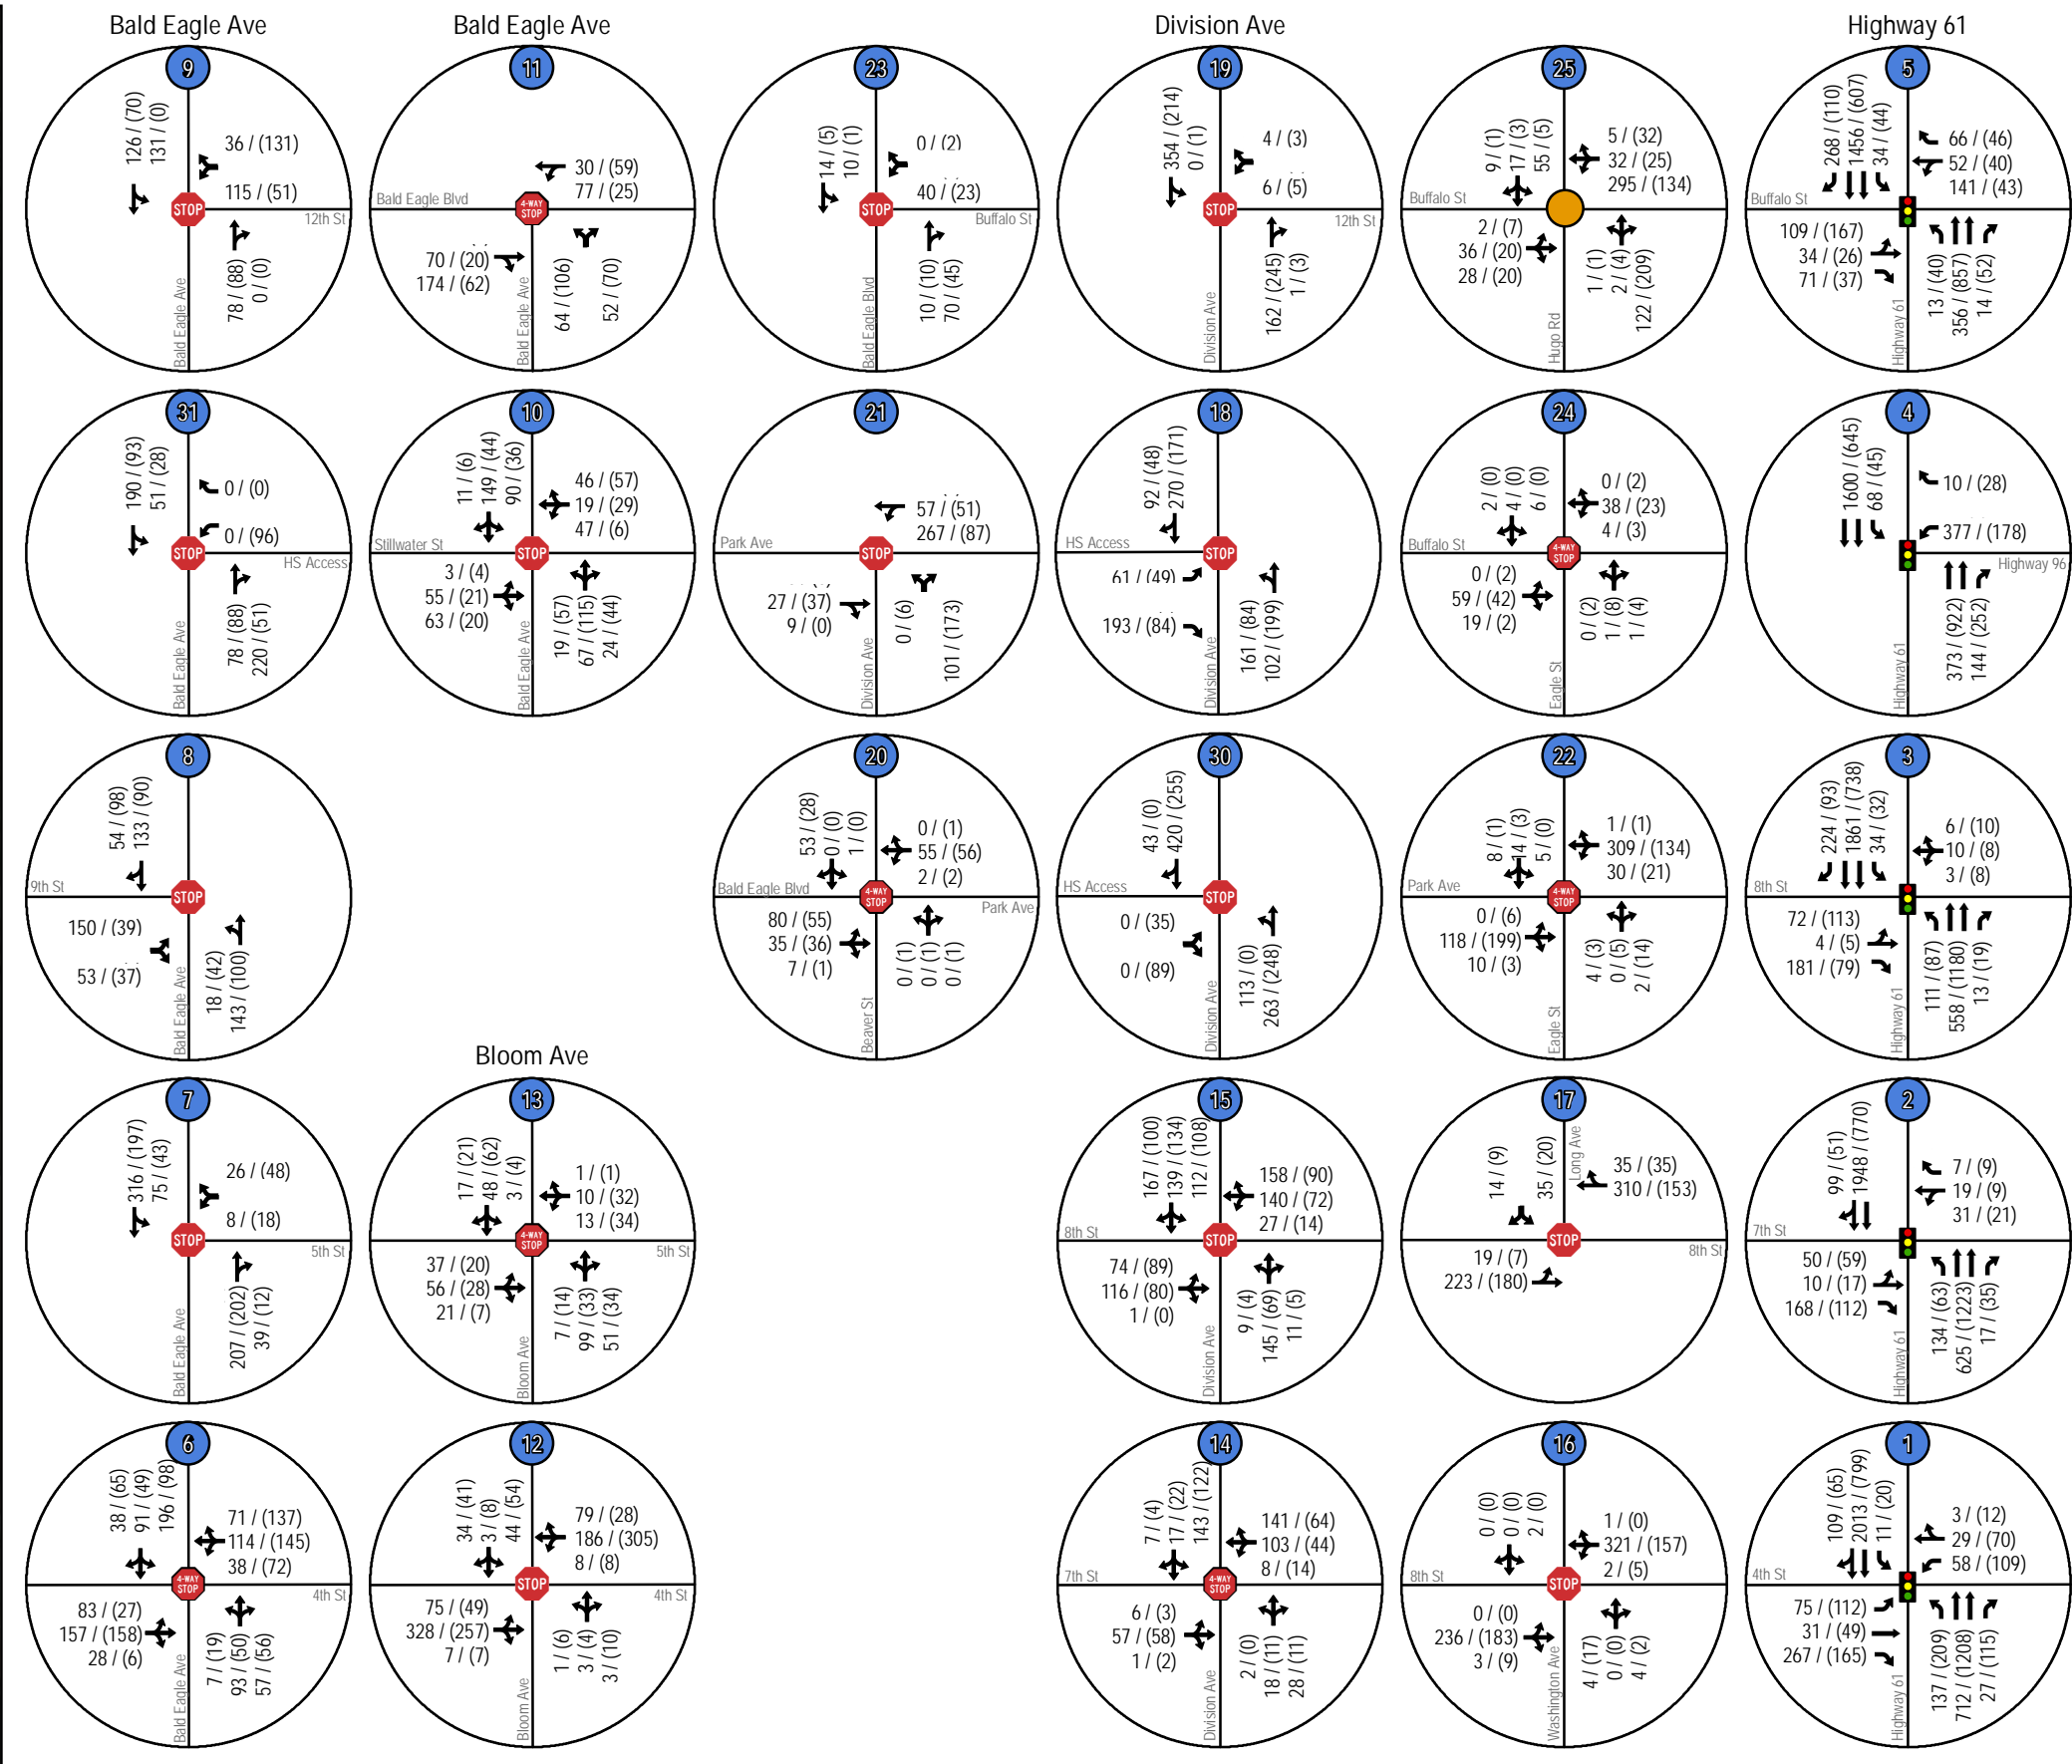 Bald Eagle Ave
Bald Eagle Ave
Division Ave
Highway 61
9
126 / (70)
131 / (0)
36 / (131)
115 / (51)
STOP
12th St
78 / (88)
0 / (0)
Bald Eagle Ave
11
30 / (59)
77 / (25)
Bald Eagle Blvd
4-WAY
STOP
70 / (20)
174 / (62)
64 / (106)
52 / (70)
Bald Eagle Ave
23
14 / (5)
10 / (1)
0 / (2)
40 / (23)
STOP
Buffalo St
10 / (10)
70 / (45)
Bald Eagle Blvd
19
354 / (214)
0 / (1)
4 / (3)
6 / (5)
STOP
12th St
162 / (245)
1 / (3)
Division Ave
25
9 / (1)
17 / (3)
55 / (5)
5 / (32)
32 / (25)
295 / (134)
Buffalo St
2 / (7)
36 / (20)
28 / (20)
1 / (1)
2 / (4)
122 / (209)
Hugo Rd
5
268 / (110)
1456 / (607)
34 / (44)
66 / (46)
52 / (40)
141 / (43)
Buffalo St
109 / (167)
34 / (26)
71 / (37)
13 / (40)
356 / (857)
14 / (52)
Highway 61
31
190 / (93)
51 / (28)
0 / (0)
0 / (96)
STOP
HS Access
78 / (88)
220 / (51)
Bald Eagle Ave
10
11 / (6)
149 / (44)
90 / (36)
46 / (57)
19 / (29)
47 / (6)
Stillwater St
STOP
3 / (4)
55 / (21)
63 / (20)
19 / (57)
67 / (115)
24 / (44)
Bald Eagle Ave
21
57 / (51)
267 / (87)
Park Ave
STOP
27 / (37)
9 / (0)
0 / (6)
101 / (173)
Division Ave
18
92 / (48)
270 / (171)
HS Access
STOP
61 / (49)
193 / (84)
161 / (84)
102 / (199)
Division Ave
24
2 / (0)
4 / (0)
6 / (0)
0 / (2)
38 / (23)
4 / (3)
Buffalo St
4-WAY
STOP
0 / (2)
59 / (42)
19 / (2)
0 / (2)
1 / (8)
1 / (4)
Eagle St
4
1600 / (645)
68 / (45)
10 / (28)
377 / (178)
Highway 96
373 / (922)
144 / (252)
Highway 61
8
54 / (98)
133 / (90)
9th St
STOP
150 / (39)
53 / (37)
18 / (42)
143 / (100)
Bald Eagle Ave
20
53 / (28)
0 / (0)
1 / (0)
0 / (1)
55 / (56)
2 / (2)
Bald Eagle Blvd
4-WAY
STOP
Park Ave
80 / (55)
35 / (36)
7 / (1)
0 / (1)
0 / (1)
0 / (1)
Beaver St
30
43 / (0)
420 / (255)
HS Access
STOP
0 / (35)
0 / (89)
113 / (0)
263 / (248)
Division Ave
22
8 / (1)
14 / (3)
5 / (0)
1 / (1)
309 / (134)
30 / (21)
Park Ave
4-WAY
STOP
0 / (6)
118 / (199)
10 / (3)
4 / (3)
0 / (5)
2 / (14)
Eagle St
3
224 / (93)
1861 / (738)
34 / (32)
6 / (10)
10 / (8)
3 / (8)
8th St
72 / (113)
4 / (5)
181 / (79)
111 / (87)
558 / (1180)
13 / (19)
Highway 61
Bloom Ave
7
316 / (197)
75 / (43)
26 / (48)
8 / (18)
STOP
5th St
207 / (202)
39 / (12)
Bald Eagle Ave
13
17 / (21)
48 / (62)
3 / (4)
1 / (1)
10 / (32)
13 / (34)
4-WAY
STOP
5th St
37 / (20)
56 / (28)
21 / (7)
7 / (14)
99 / (33)
51 / (34)
Bloom Ave
15
167 / (100)
139 / (134)
112 / (108)
158 / (90)
140 / (72)
27 / (14)
8th St
STOP
74 / (89)
116 / (80)
1 / (0)
9 / (4)
145 / (69)
11 / (5)
Division Ave
17
14 / (9)
35 / (20)
Long Ave
35 / (35)
310 / (153)
STOP
8th St
19 / (7)
223 / (180)
2
99 / (51)
1948 / (770)
7 / (9)
19 / (9)
31 / (21)
7th St
50 / (59)
10 / (17)
168 / (112)
134 / (63)
625 / (1223)
17 / (35)
Highway 61
6
38 / (65)
91 / (49)
196 / (98)
71 / (137)
114 / (145)
38 / (72)
4-WAY
STOP
4th St
83 / (27)
157 / (158)
28 / (6)
7 / (19)
93 / (50)
57 / (56)
Bald Eagle Ave
12
34 / (41)
3 / (8)
44 / (54)
79 / (28)
186 / (305)
8 / (8)
STOP
4th St
75 / (49)
328 / (257)
7 / (7)
1 / (6)
3 / (4)
3 / (10)
Bloom Ave
14
7 / (4)
17 / (22)
143 / (122)
141 / (64)
103 / (44)
8 / (14)
7th St
4-WAY
STOP
6 / (3)
57 / (58)
1 / (2)
2 / (0)
18 / (11)
28 / (11)
Division Ave
16
0 / (0)
0 / (0)
2 / (0)
1 / (0)
321 / (157)
2 / (5)
8th St
STOP
0 / (0)
236 / (183)
3 / (9)
4 / (17)
0 / (0)
4 / (2)
Washington Ave
1
109 / (65)
2013 / (799)
11 / (20)
3 / (12)
29 / (70)
58 / (109)
4th St
75 / (112)
31 / (49)
267 / (165)
137 / (209)
712 / (1208)
27 / (115)
Highway 61